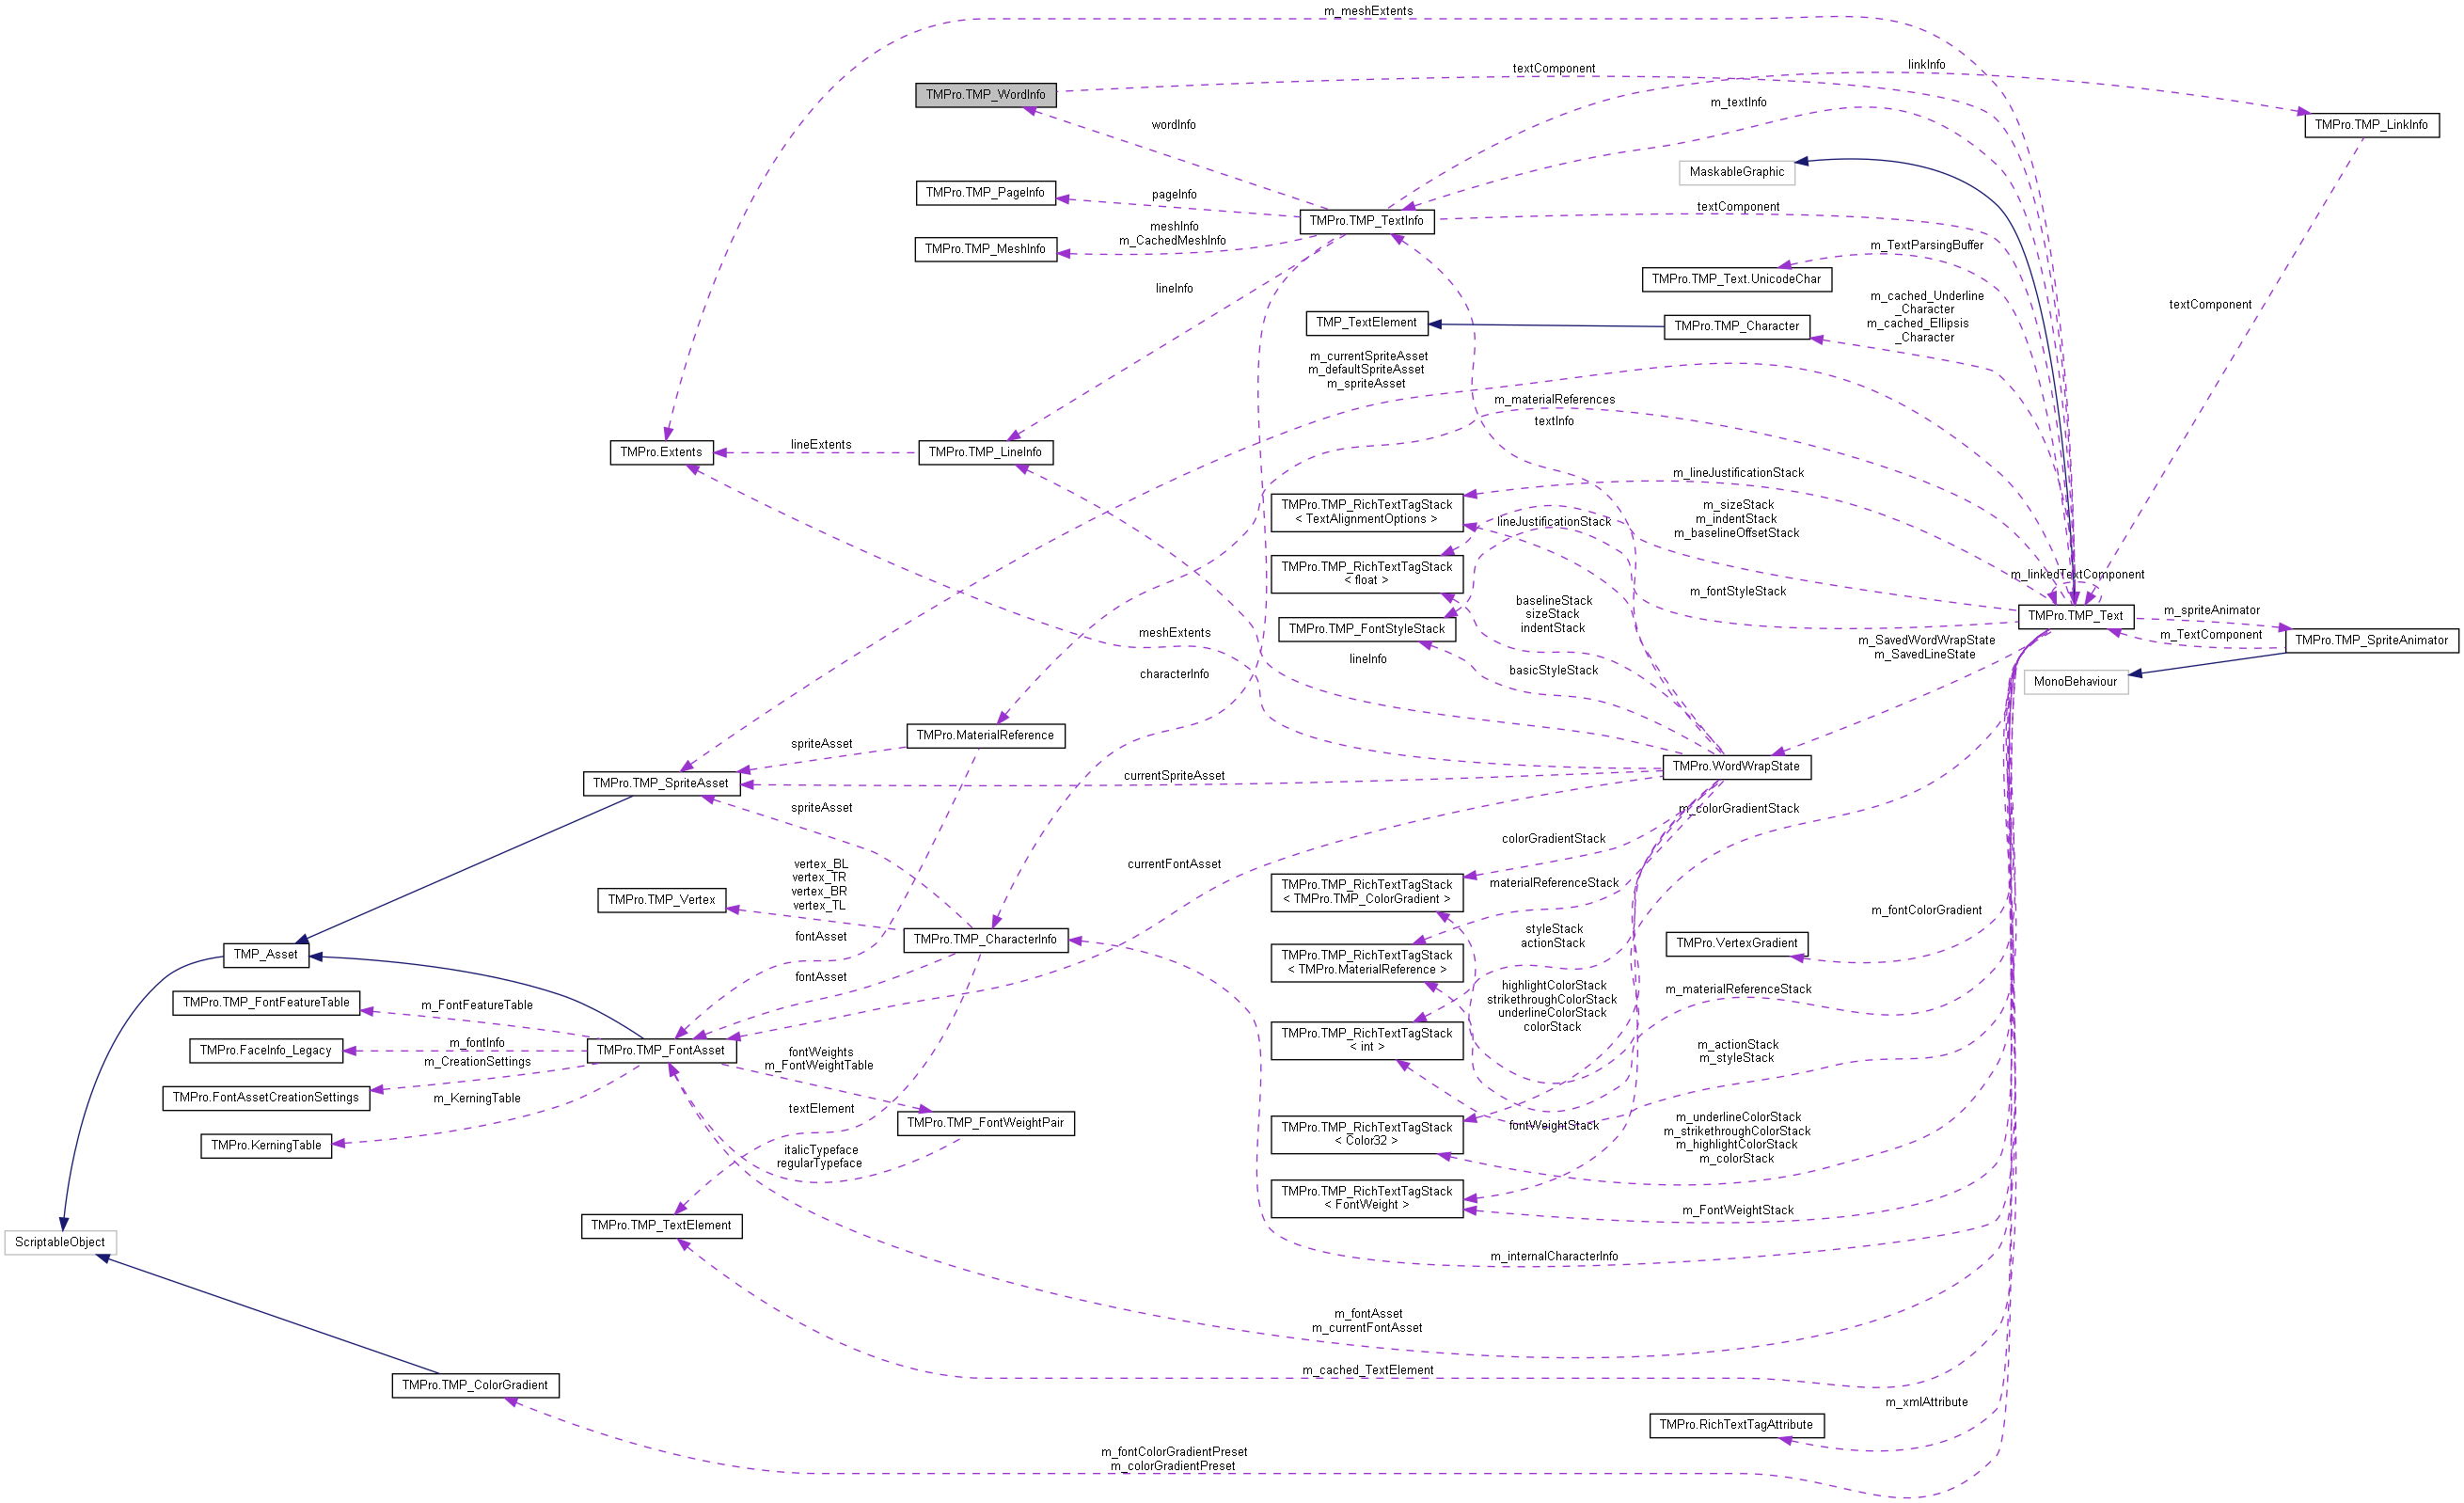 m_meshExtents
textComponent
linkInfo
TMPro.TMP_WordInfo
m_textInfo
wordInfo
TMPro.TMP_LinkInfo
MaskableGraphic
TMPro.TMP_PageInfo
pageInfo
textComponent
TMPro.TMP_TextInfo
meshInfo
m_CachedMeshInfo
TMPro.TMP_MeshInfo
m_TextParsingBuffer
TMPro.TMP_Text.UnicodeChar
lineInfo
m_cached_Underline
_Character
m_cached_Ellipsis
_Character
textComponent
TMP_TextElement
TMPro.TMP_Character
m_currentSpriteAsset
m_defaultSpriteAsset
m_spriteAsset
m_materialReferences
textInfo
TMPro.Extents
lineExtents
TMPro.TMP_LineInfo
m_lineJustificationStack
TMPro.TMP_RichTextTagStack
< TextAlignmentOptions >
lineJustificationStack
m_sizeStack
m_indentStack
m_baselineOffsetStack
TMPro.TMP_RichTextTagStack
< float >
m_linkedTextComponent
m_fontStyleStack
baselineStack
sizeStack
indentStack
TMPro.TMP_FontStyleStack
TMPro.TMP_Text
m_spriteAnimator
m_TextComponent
TMPro.TMP_SpriteAnimator
meshExtents
m_SavedWordWrapState
m_SavedLineState
lineInfo
basicStyleStack
characterInfo
MonoBehaviour
TMPro.MaterialReference
spriteAsset
TMPro.WordWrapState
currentSpriteAsset
TMPro.TMP_SpriteAsset
spriteAsset
m_colorGradientStack
colorGradientStack
currentFontAsset
vertex_BL
vertex_TR
vertex_BR
vertex_TL
TMPro.TMP_Vertex
TMPro.TMP_RichTextTagStack
< TMPro.TMP_ColorGradient >
materialReferenceStack
m_fontColorGradient
TMPro.VertexGradient
fontAsset
TMPro.TMP_CharacterInfo
styleStack
actionStack
TMP_Asset
TMPro.TMP_RichTextTagStack
< TMPro.MaterialReference >
fontAsset
highlightColorStack
strikethroughColorStack
underlineColorStack
colorStack
m_materialReferenceStack
TMPro.TMP_FontFeatureTable
m_FontFeatureTable
TMPro.TMP_RichTextTagStack
< int >
m_fontInfo
TMPro.FaceInfo_Legacy
m_CreationSettings
TMPro.TMP_FontAsset
fontWeights
m_FontWeightTable
m_actionStack
m_styleStack
TMPro.FontAssetCreationSettings
m_KerningTable
textElement
TMPro.TMP_FontWeightPair
TMPro.TMP_RichTextTagStack
< Color32 >
fontWeightStack
m_underlineColorStack
m_strikethroughColorStack
m_highlightColorStack
m_colorStack
TMPro.KerningTable
italicTypeface
regularTypeface
TMPro.TMP_RichTextTagStack
< FontWeight >
m_FontWeightStack
TMPro.TMP_TextElement
ScriptableObject
m_internalCharacterInfo
m_fontAsset
m_currentFontAsset
m_cached_TextElement
TMPro.TMP_ColorGradient
m_xmlAttribute
TMPro.RichTextTagAttribute
m_fontColorGradientPreset
m_colorGradientPreset